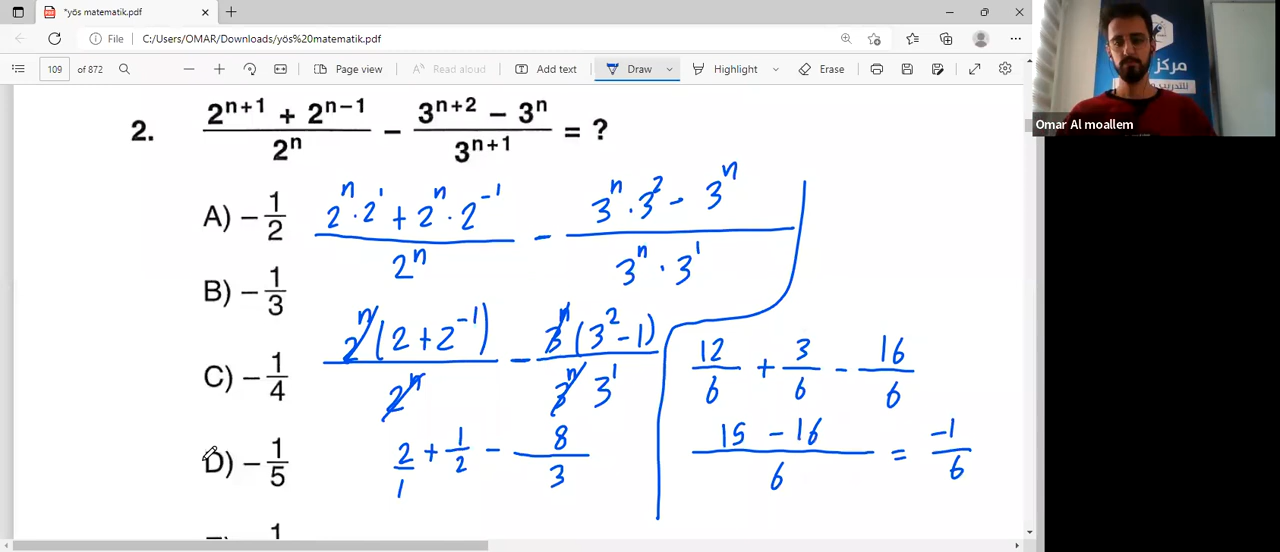 *yös matematik.pdf
File C:/Users/OMAR/Downloads/yös%20matematik.pdf
109 of 872 Page view Read aloud Add text Draw Highlight Erase
مركز
للتدريب
Omar Al moallem
2. (2^{n+1} + 2^{n−1})/2^n − (3^{n+2} − 3^n)/3^{n+1} = ?
A) −1/2
(2^n · 2^1 + 2^n · 2^{-1})/2^n − (3^n · 3^2 − 3^n)/(3^n · 3^1)
B) −1/3
2^n(2 + 2^{-1})/2^n − 3^n(3^2 − 1)/(3^n 3^1)
C) −1/4
12/6 + 3/6 − 16/6
D) −1/5
2/1 + 1/2 − 8/3
(15 − 16)/6 = −1/6
1